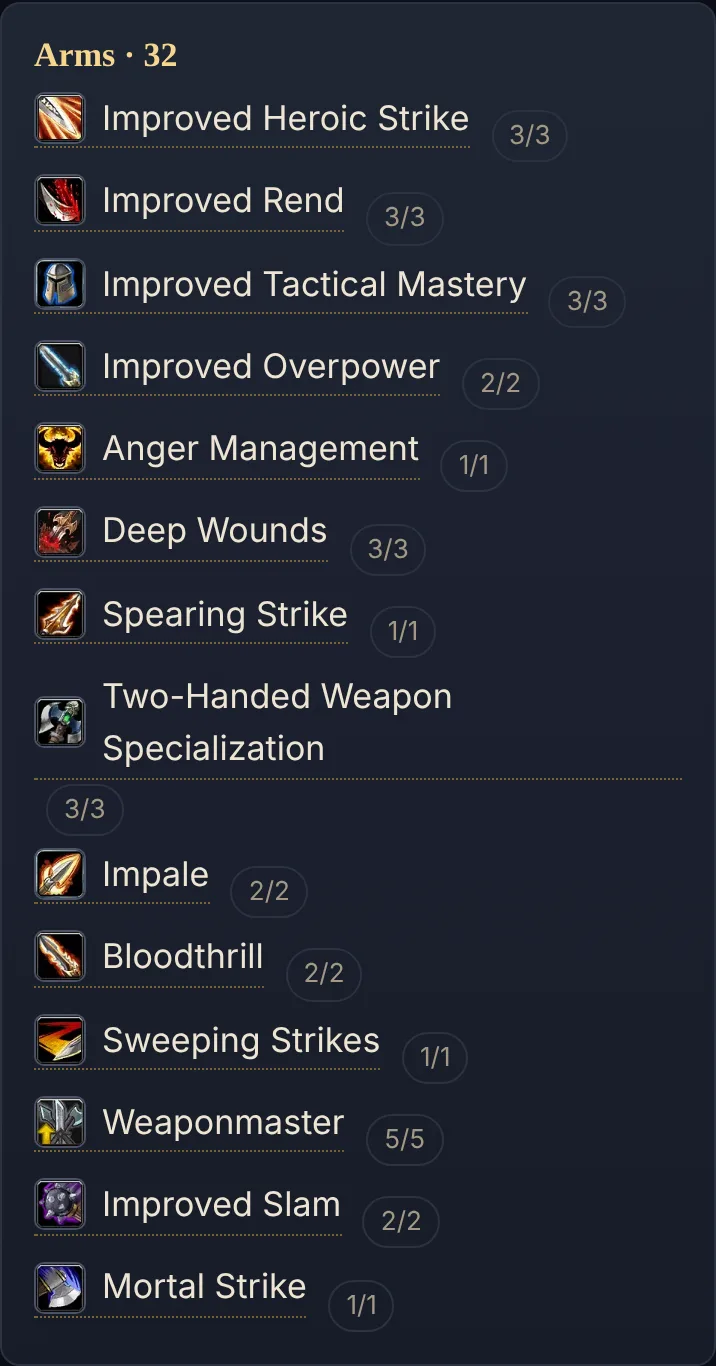 Arms · 32
Improved Heroic Strike 3/3
Improved Rend 3/3
Improved Tactical Mastery 3/3
Improved Overpower 2/2
Anger Management 1/1
Deep Wounds 3/3
Spearing Strike 1/1
Two-Handed Weapon
Specialization
3/3
Impale 2/2
Bloodthrill 2/2
Sweeping Strikes 1/1
Weaponmaster 5/5
Improved Slam 2/2
Mortal Strike 1/1